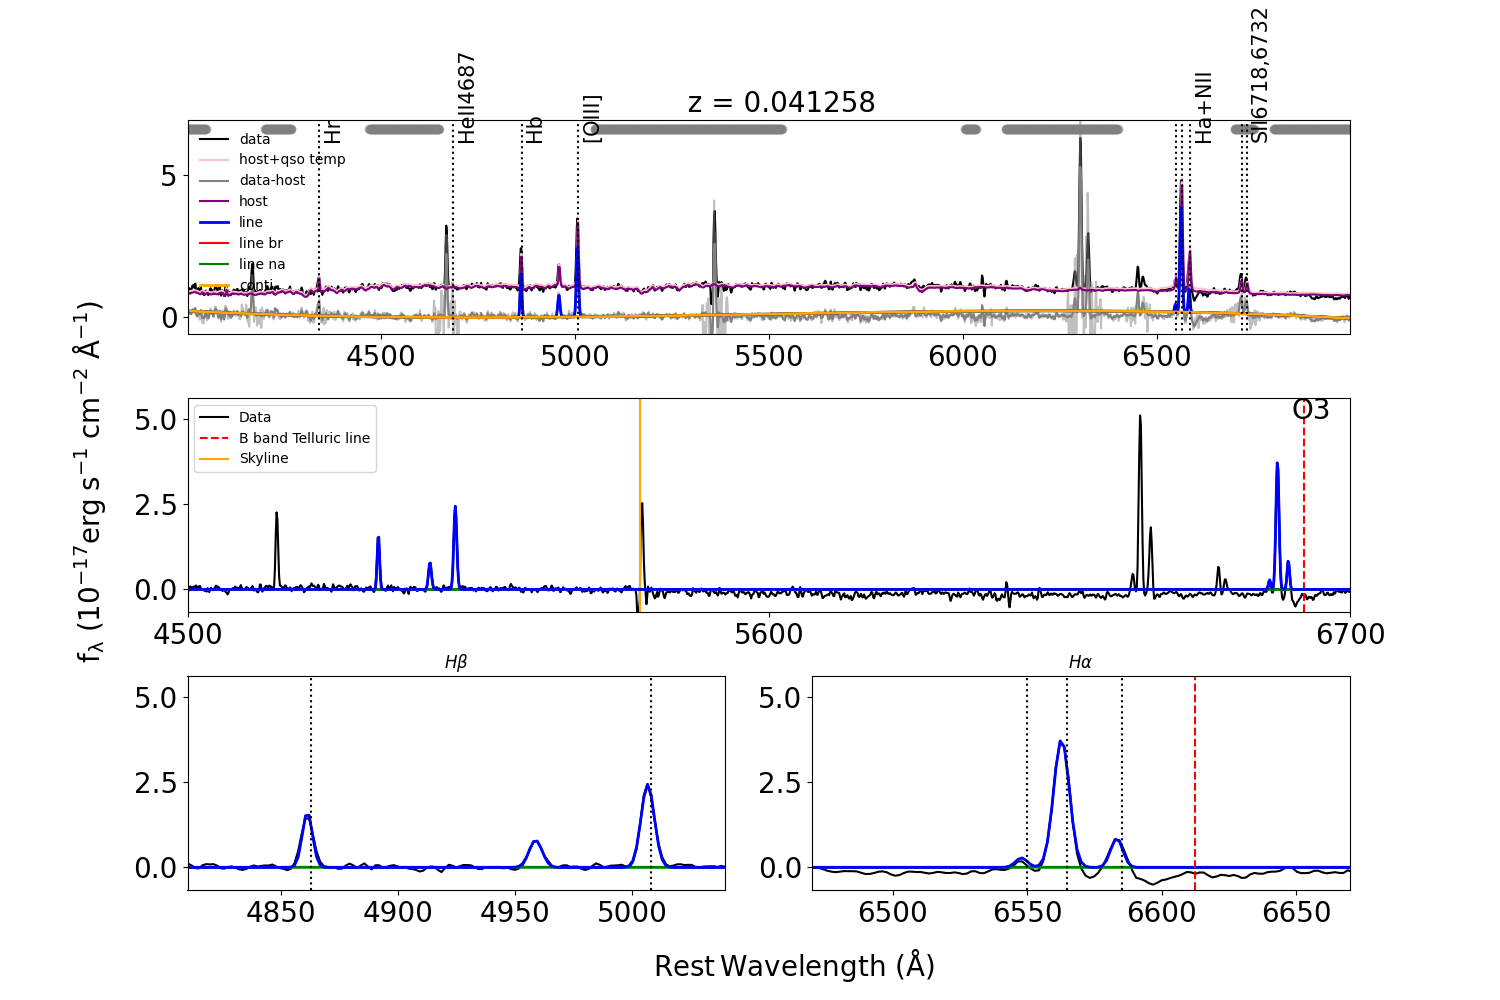 z = 0.041258
Hr
HeII4687
Hb
[OIII]
Ha+NII
SII6718,6732
data
host+qso temp
data-host
host
line
line br
line na
conti
5
0
4500 5000 5500 6000 6500
fλ (10⁻¹⁷erg s⁻¹ cm⁻² Å⁻¹)
Data
B band Telluric line
Skyline
O3
5.0
2.5
0.0
4500 5600 6700
Hβ
5.0
2.5
0.0
4850 4900 4950 5000
Hα
5.0
2.5
0.0
6500 6550 6600 6650
Rest Wavelength (Å)